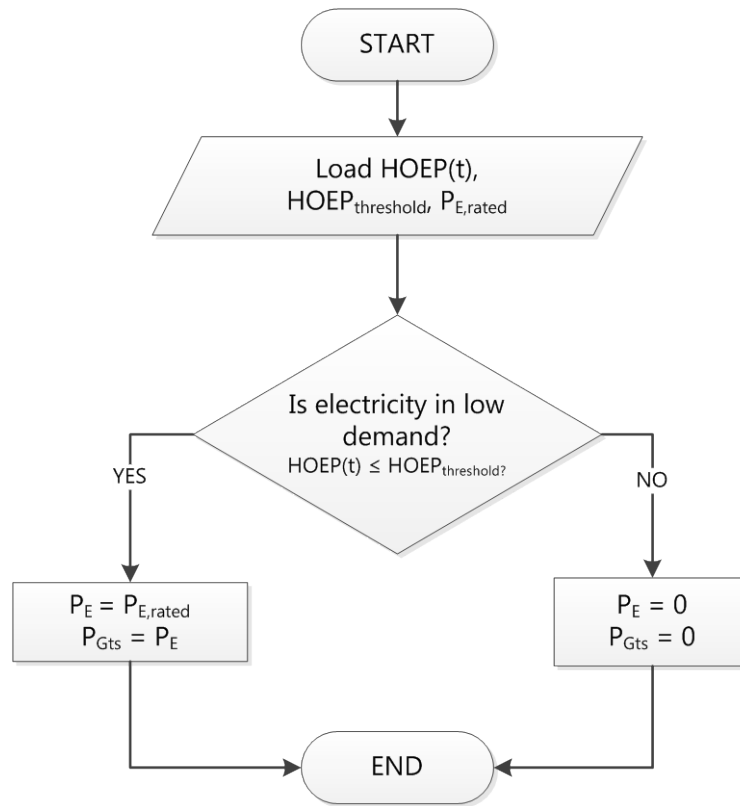 START
Load HOEP(t),
HOEP_threshold, P_E,rated
Is electricity in low
demand?
HOEP(t) ≤ HOEP_threshold?
YES
NO
P_E = P_E,rated
P_Gts = P_E
P_E = 0
P_Gts = 0
END